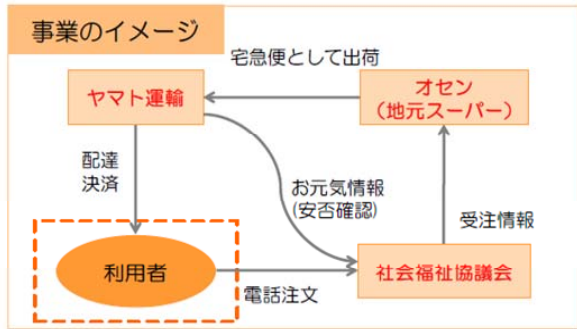 事業のイメージ
宅急便として出荷
ヤマト運輸
オセン
（地元スーパー）
配達
決済
お元気情報
(安否確認)
受注情報
利用者
社会福祉協議会
電話注文